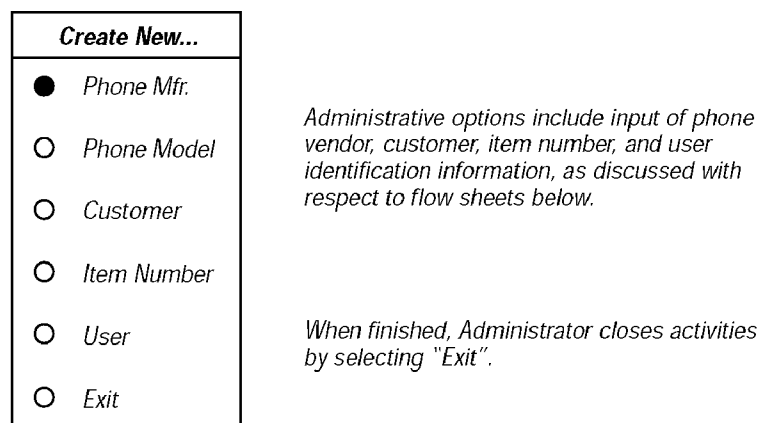 Create New...
Phone Mfr.
Phone Model
Customer
Item Number
User
Exit
Administrative options include input of phone
vendor, customer, item number, and user
identification information, as discussed with
respect to flow sheets below.
When finished, Administrator closes activities
by selecting "Exit".